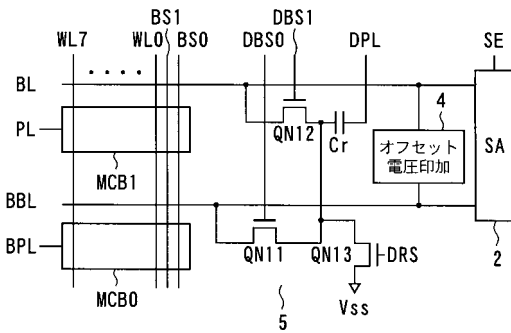 BS1
WL7
WL0
BS0
DBS0
DBS1
DPL
SE
BL
4
PL
QN12
Cr
オフセット
電圧印加
SA
MCB1
BBL
BPL
QN11
QN13
DRS
2
MCB0
5
Vss